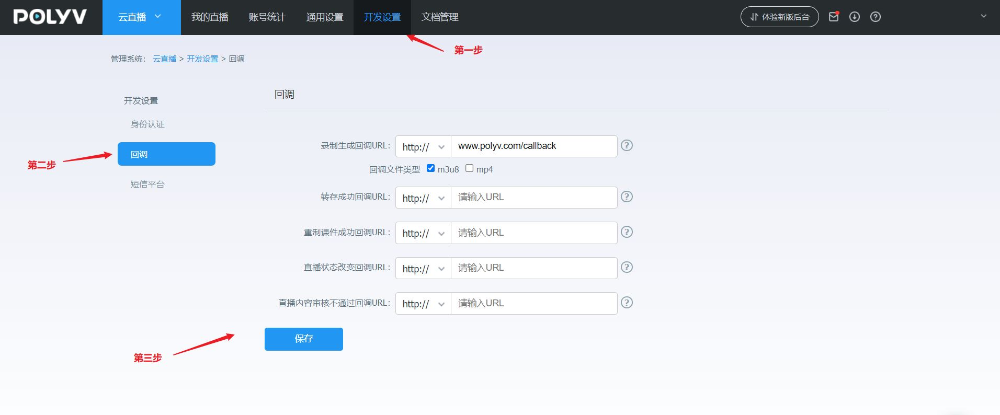 POLYV 云直播 我的直播 账号统计 通用设置 开发设置 文档管理 体验新版后台
第一步
管理系统： 云直播 > 开发设置 > 回调
回调
开发设置
身份认证
回调
第二步
短信平台
录制生成回调URL： http:// www.polyv.com/callback
回调文件类型 m3u8 mp4
转存成功回调URL： http:// 请输入URL
重制课件成功回调URL： http:// 请输入URL
直播状态改变回调URL： http:// 请输入URL
直播内容审核不通过回调URL： http:// 请输入URL
保存
第三步